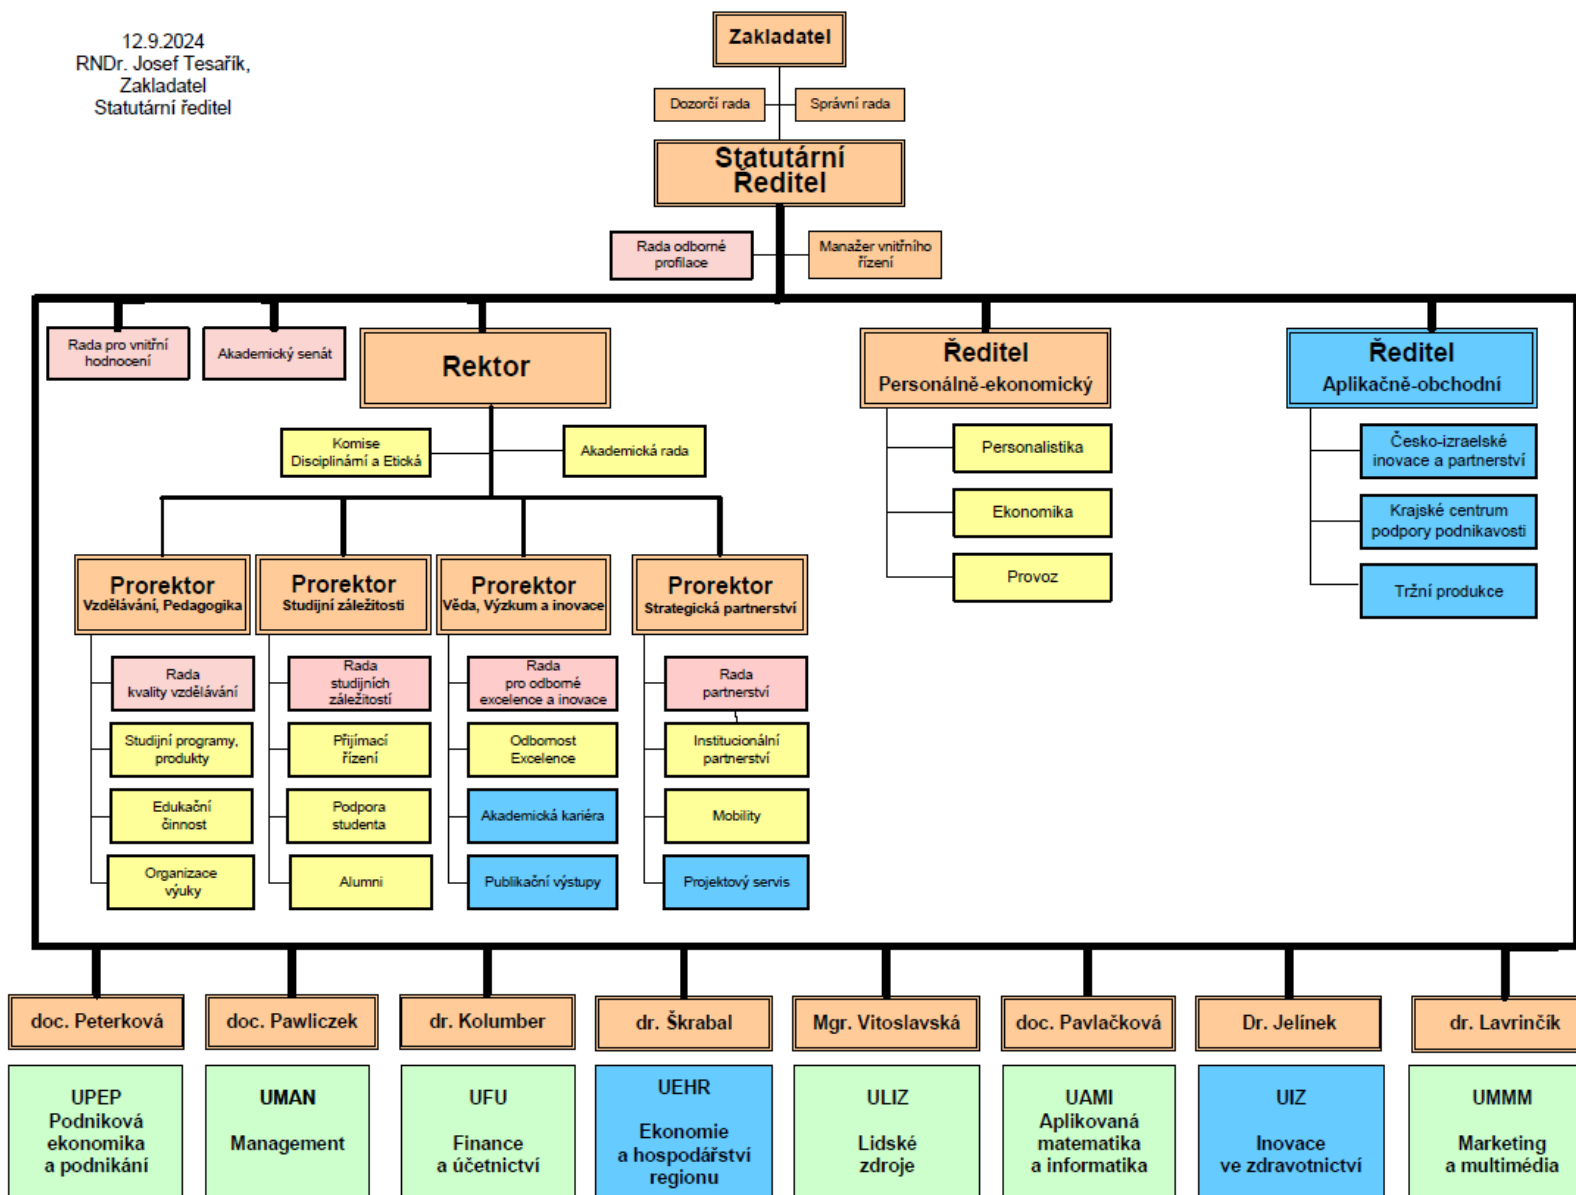 12.9.2024
RNDr. Josef Tesařík,
Zakladatel
Statutární ředitel
Zakladatel
Dozorčí rada
Správní rada
Statutární
Ředitel
Rada odborné
profilace
Manažer vnitřního
řízení
Rada pro vnitřní
hodnocení
Akademický senát
Rektor
Ředitel
Personálně-ekonomický
Ředitel
Aplikačně-obchodní
Komise
Disciplinární a Etická
Akademická rada
Personalistika
Ekonomika
Provoz
Česko-izraelské
inovace a partnerství
Krajské centrum
podpory podnikavosti
Tržní produkce
Prorektor
Vzdělávání, Pedagogika
Prorektor
Studijní záležitosti
Prorektor
Věda, Výzkum a inovace
Prorektor
Strategická partnerství
Rada
kvality vzdělávání
Rada
studijních
záležitostí
Rada
pro odborné
excelence a inovace
Rada
partnerství
Studijní programy,
produkty
Přijímací
řízení
Odbornost
Excelence
Institucionální
partnerství
Edukační
činnost
Podpora
studenta
Akademická kariéra
Mobility
Organizace
výuky
Alumni
Publikační výstupy
Projektový servis
doc. Peterková
doc. Pawliczek
dr. Kolumber
dr. Škrabal
Mgr. Vitoslavská
doc. Pavlačková
Dr. Jelínek
dr. Lavrinčík
UPEP
Podniková
ekonomika
a podnikání
UMAN
Management
UFU
Finance
a účetnictví
UEHR
Ekonomie
a hospodářství
regionu
ULIZ
Lidské
zdroje
UAMI
Aplikovaná
matematika
a informatika
UIZ
Inovace
ve zdravotnictví
UMMM
Marketing
a multimédia